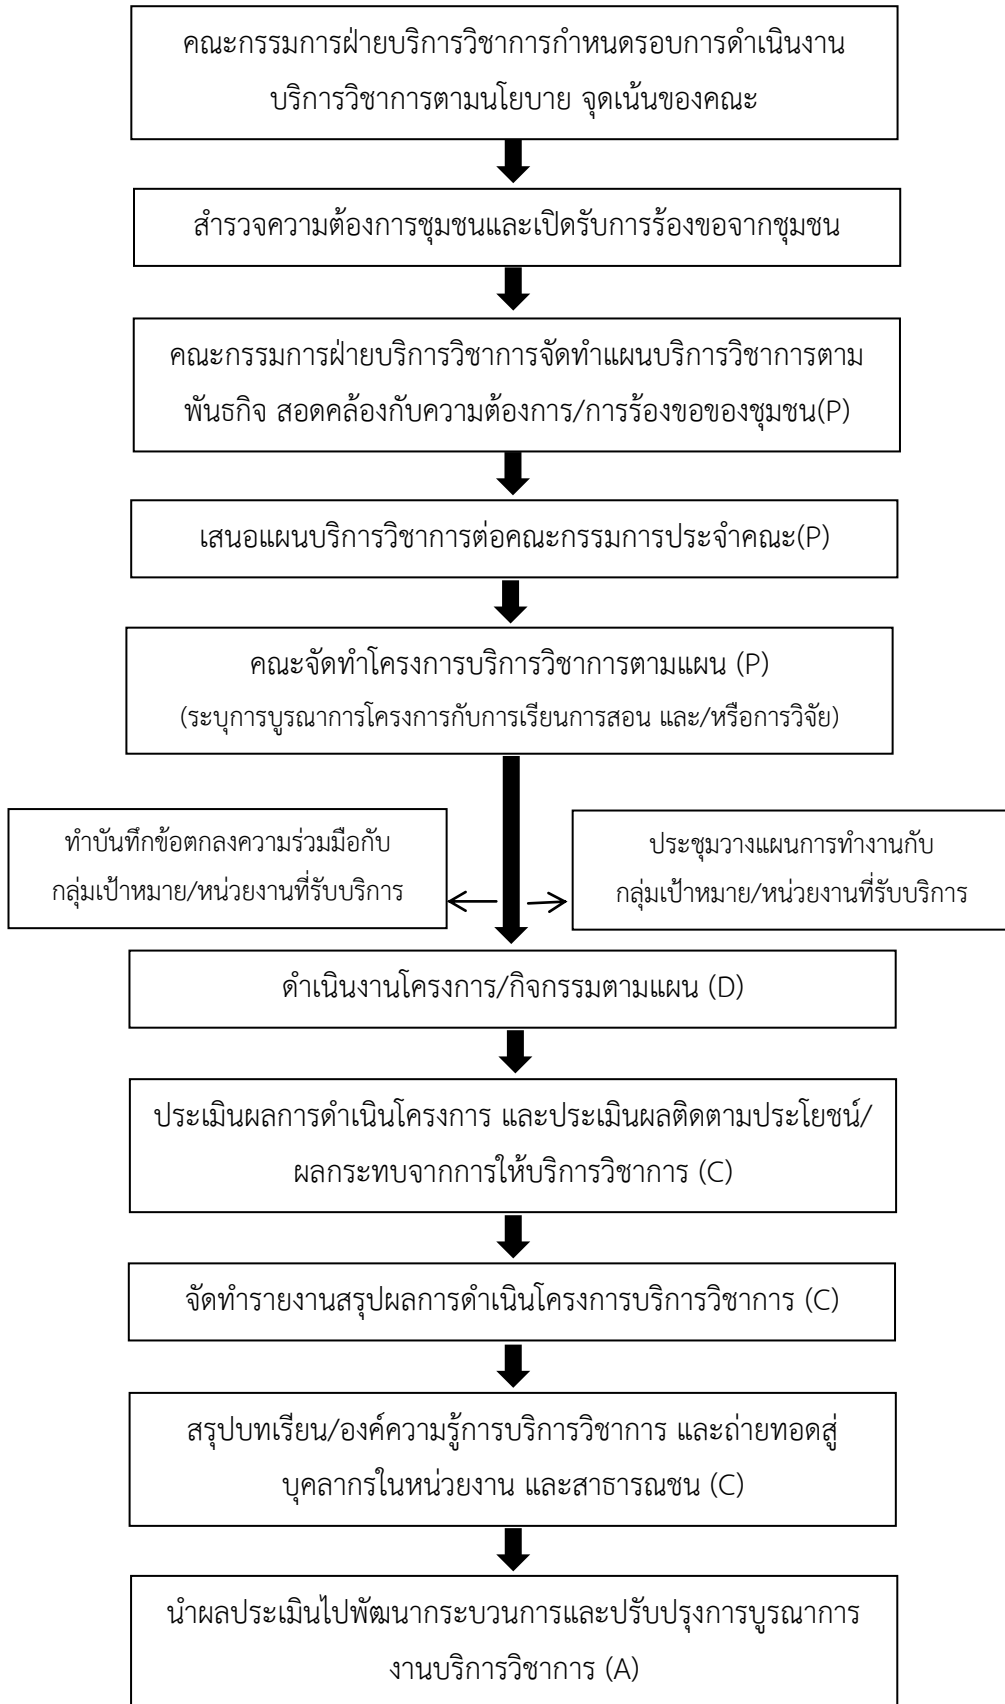 คณะกรรมการฝ่ายบริการวิชาการกำหนดรอบการดำเนินงาน
บริการวิชาการตามนโยบาย จุดเน้นของคณะ
สำรวจความต้องการชุมชนและเปิดรับการร้องขอจากชุมชน
คณะกรรมการฝ่ายบริการวิชาการจัดทำแผนบริการวิชาการตาม
พันธกิจ สอดคล้องกับความต้องการ/การร้องขอของชุมชน(P)
เสนอแผนบริการวิชาการต่อคณะกรรมการประจำคณะ(P)
คณะจัดทำโครงการบริการวิชาการตามแผน (P)
(ระบุการบูรณาการโครงการกับการเรียนการสอน และ/หรือการวิจัย)
ทำบันทึกข้อตกลงความร่วมมือกับ
กลุ่มเป้าหมาย/หน่วยงานที่รับบริการ
ประชุมวางแผนการทำงานกับ
กลุ่มเป้าหมาย/หน่วยงานที่รับบริการ
ดำเนินงานโครงการ/กิจกรรมตามแผน (D)
ประเมินผลการดำเนินโครงการ และประเมินผลติดตามประโยชน์/
ผลกระทบจากการให้บริการวิชาการ (C)
จัดทำรายงานสรุปผลการดำเนินโครงการบริการวิชาการ (C)
สรุปบทเรียน/องค์ความรู้การบริการวิชาการ และถ่ายทอดสู่
บุคลากรในหน่วยงาน และสาธารณชน (C)
นำผลประเมินไปพัฒนากระบวนการและปรับปรุงการบูรณาการ
งานบริการวิชาการ (A)